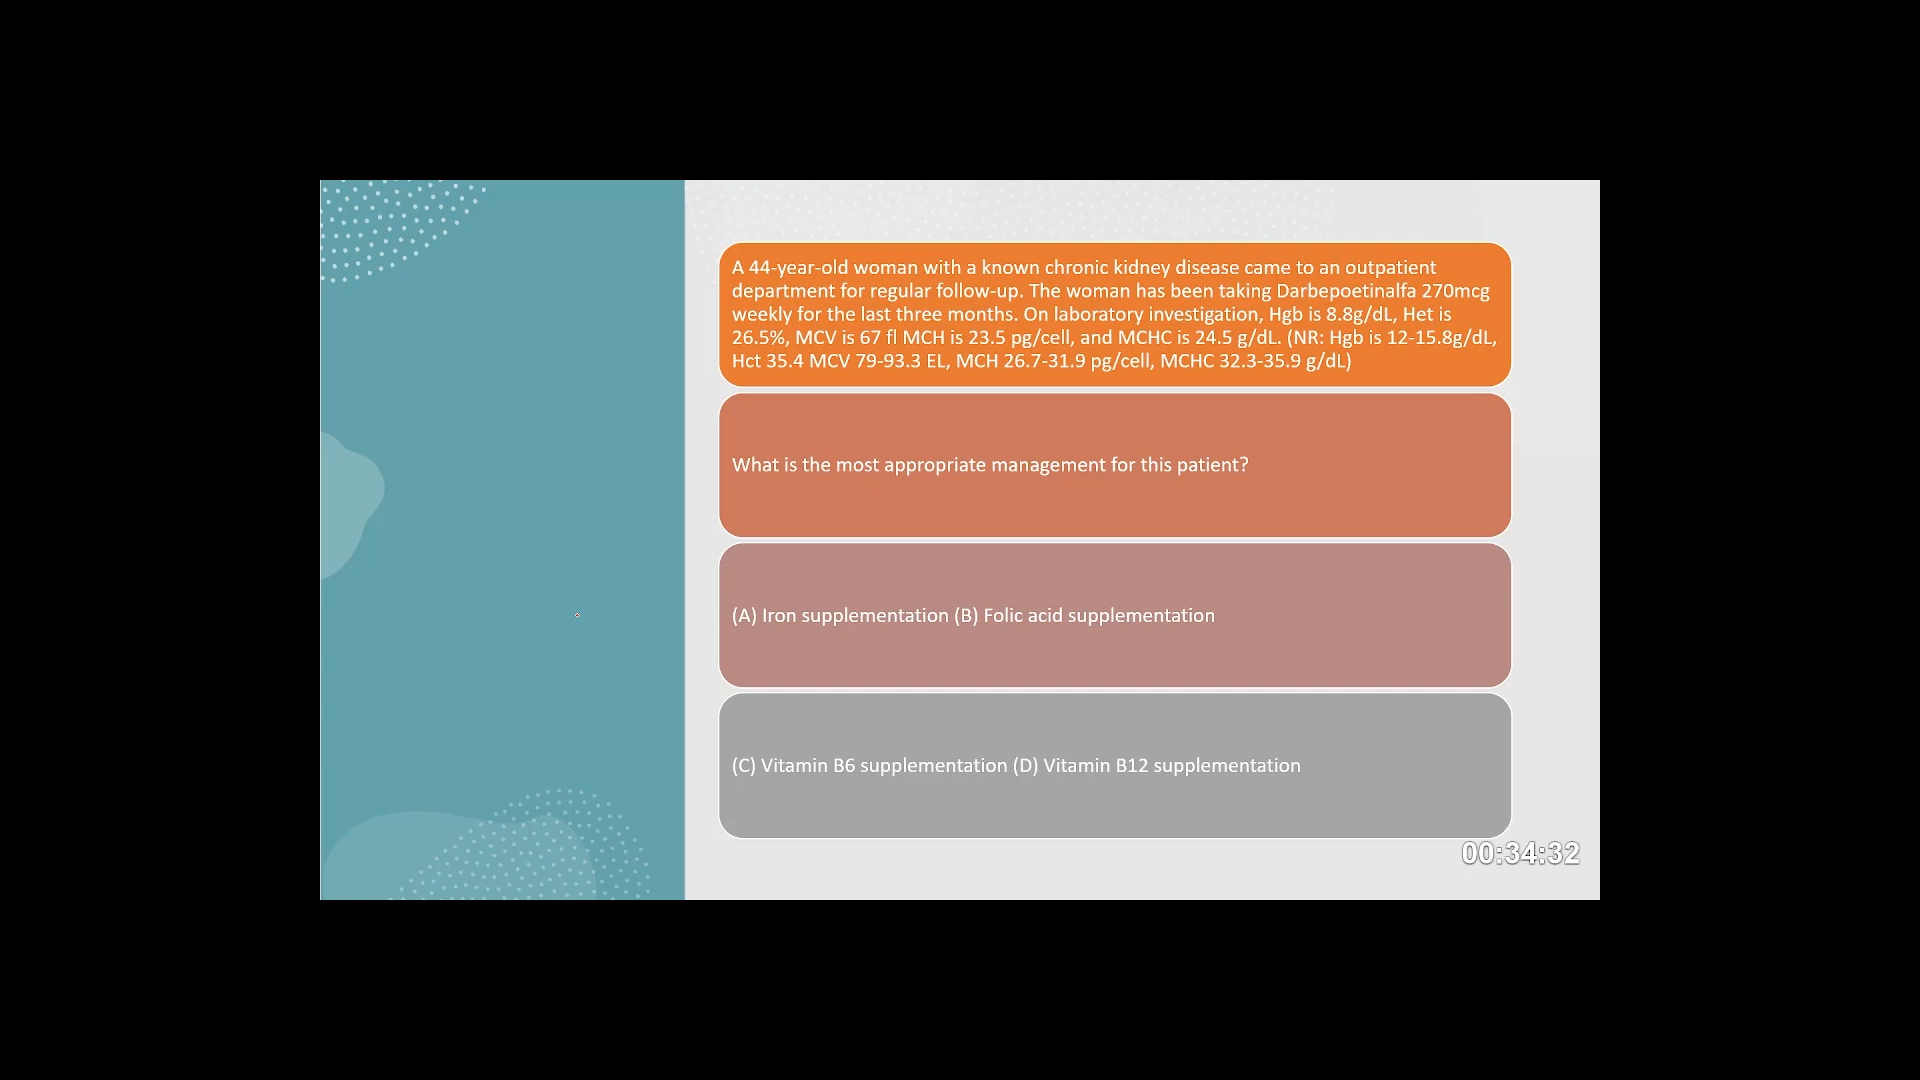 A 44-year-old woman with a known chronic kidney disease came to an outpatient
department for regular follow-up. The woman has been taking Darbepoetinalfa 270mcg
weekly for the last three months. On laboratory investigation, Hgb is 8.8g/dL, Het is
26.5%, MCV is 67 fl MCH is 23.5 pg/cell, and MCHC is 24.5 g/dL. (NR: Hgb is 12-15.8g/dL,
Hct 35.4 MCV 79-93.3 EL, MCH 26.7-31.9 pg/cell, MCHC 32.3-35.9 g/dL)
What is the most appropriate management for this patient?
(A) Iron supplementation (B) Folic acid supplementation
(C) Vitamin B6 supplementation (D) Vitamin B12 supplementation
00:34:32